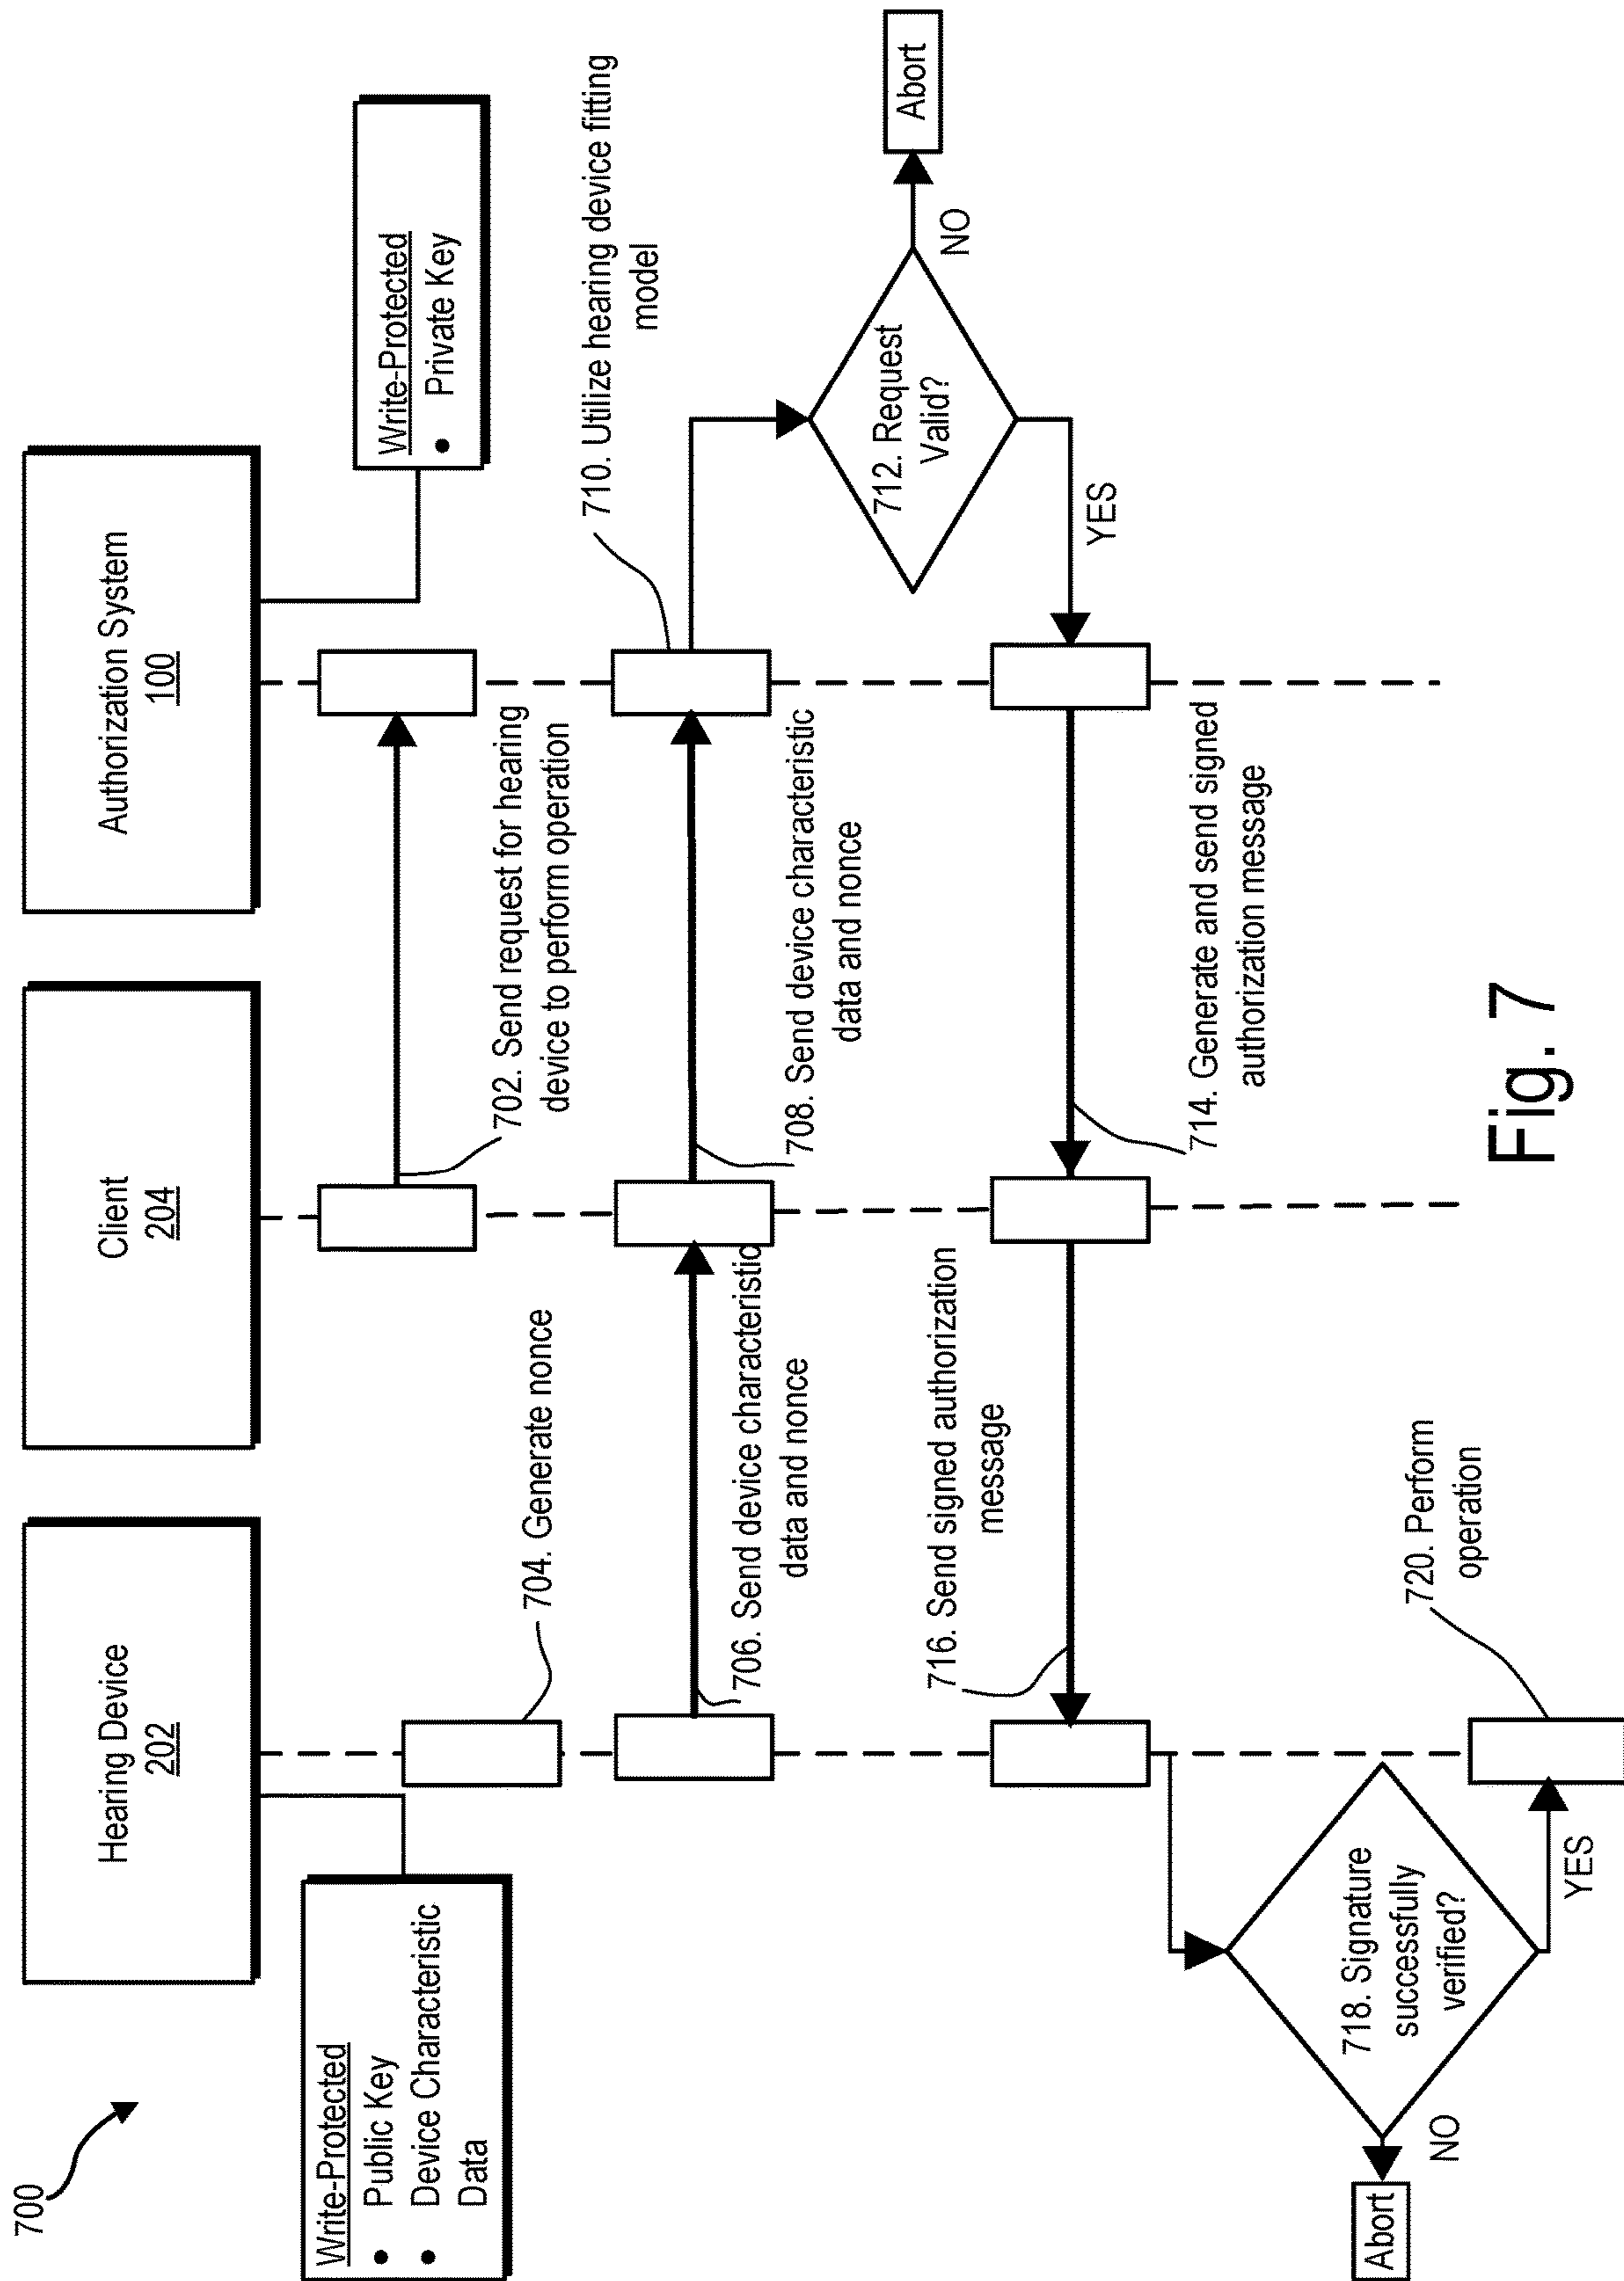 700
Hearing Device
202
Client
204
Authorization System
100
Write-Protected
• Public Key
• Device Characteristic
Data
Write-Protected
• Private Key
702. Send request for hearing
device to perform operation
704. Generate nonce
706. Send device characteristic
data and nonce
708. Send device characteristic
data and nonce
710. Utilize hearing device fitting
model
712. Request
Valid?
NO
Abort
YES
714. Generate and send signed
authorization message
716. Send signed authorization
message
718. Signature
successfully
verified?
NO
Abort
YES
720. Perform
operation
Fig. 7